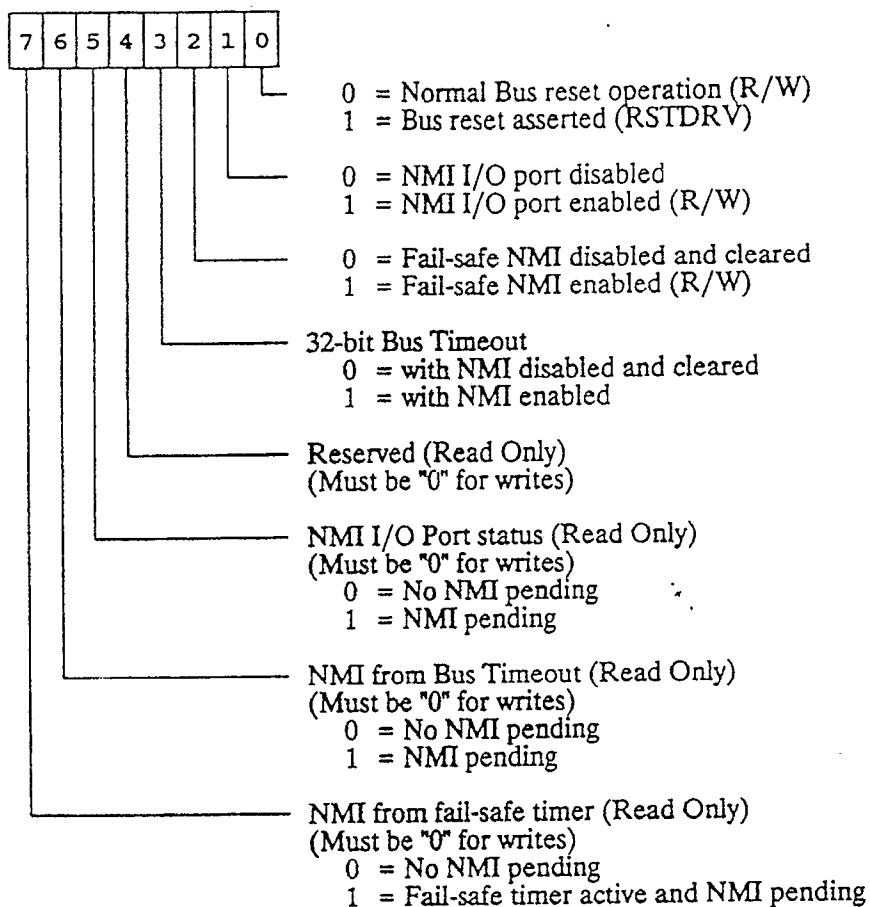 7 6 5 4 3 2 1 0
0 = Normal Bus reset operation (R/W)
1 = Bus reset asserted (RSTDRV)
0 = NMI I/O port disabled
1 = NMI I/O port enabled (R/W)
0 = Fail-safe NMI disabled and cleared
1 = Fail-safe NMI enabled (R/W)
32-bit Bus Timeout
0 = with NMI disabled and cleared
1 = with NMI enabled
Reserved (Read Only)
(Must be "0" for writes)
NMI I/O Port status (Read Only)
(Must be "0" for writes)
0 = No NMI pending
1 = NMI pending
NMI from Bus Timeout (Read Only)
(Must be "0" for writes)
0 = No NMI pending
1 = NMI pending
NMI from fail-safe timer (Read Only)
(Must be "0" for writes)
0 = No NMI pending
1 = Fail-safe timer active and NMI pending